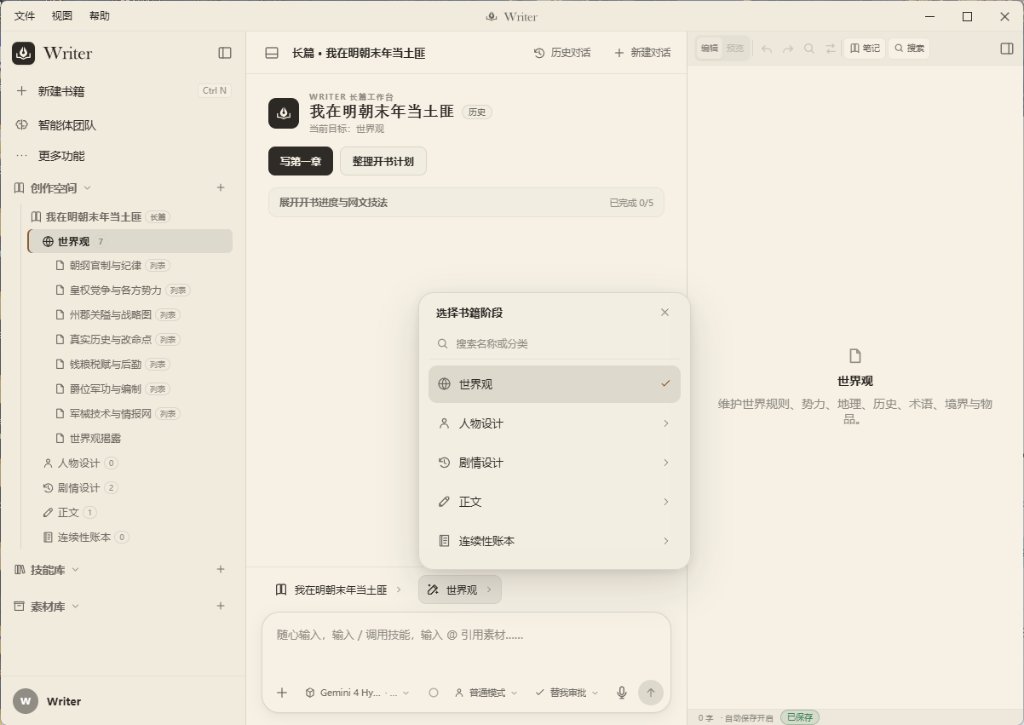 文件 视图 帮助
Writer
Writer
新建书籍 Ctrl N
智能体团队
更多功能
创作空间
我在明朝末年当土匪 长篇
世界观 7
朝纲官制与纪律 列表
皇权党争与各方势力 列表
州郡关隘与战略图 列表
真实历史与改命点 列表
钱粮税赋与后勤 列表
爵位军功与编制 列表
军械技术与情报网 列表
世界观揭露
人物设计 0
剧情设计 2
正文 1
连续性账本 0
技能库
素材库
W Writer
长篇 • 我在明朝末年当土匪
历史对话
新建对话
WRITER 长篇工作台
我在明朝末年当土匪 历史
当前目标：世界观
写第一章 整理开书计划
展开开书进度与网文技法 已完成 0/5
选择书籍阶段
搜索名称或分类
世界观
人物设计
剧情设计
正文
连续性账本
我在明朝末年当土匪 世界观
随心输入，输入 / 调用技能，输入 @ 引用素材......
Gemini 4 Hy... · ... 普通模式 替我审批
编辑 预览 笔记 搜索
世界观
维护世界规则、势力、地理、历史、术语、境界与物
品。
0 字 · 自动保存开启 已保存